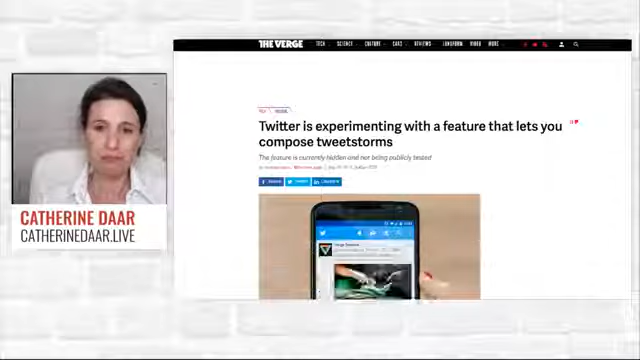 THE VERGE TECH SCIENCE CULTURE CARS REVIEWS LONGFORM VIDEO MORE
Twitter is experimenting with a feature that lets you
compose tweetstorms
The feature is currently hidden and not being publicly tested
CATHERINE DAAR
CATHERINEDAAR.LIVE